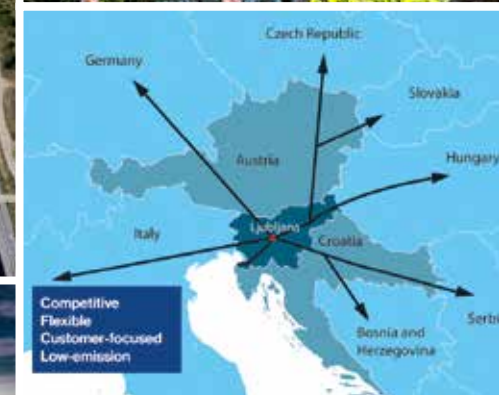 Czech Republic
Germany
Slovakia
Austria
Hungary
Italy
Ljubljana
Croatia
Competitive
Flexible
Customer-focused
Low-emission
Serbi
Bosnia and
Herzegovina